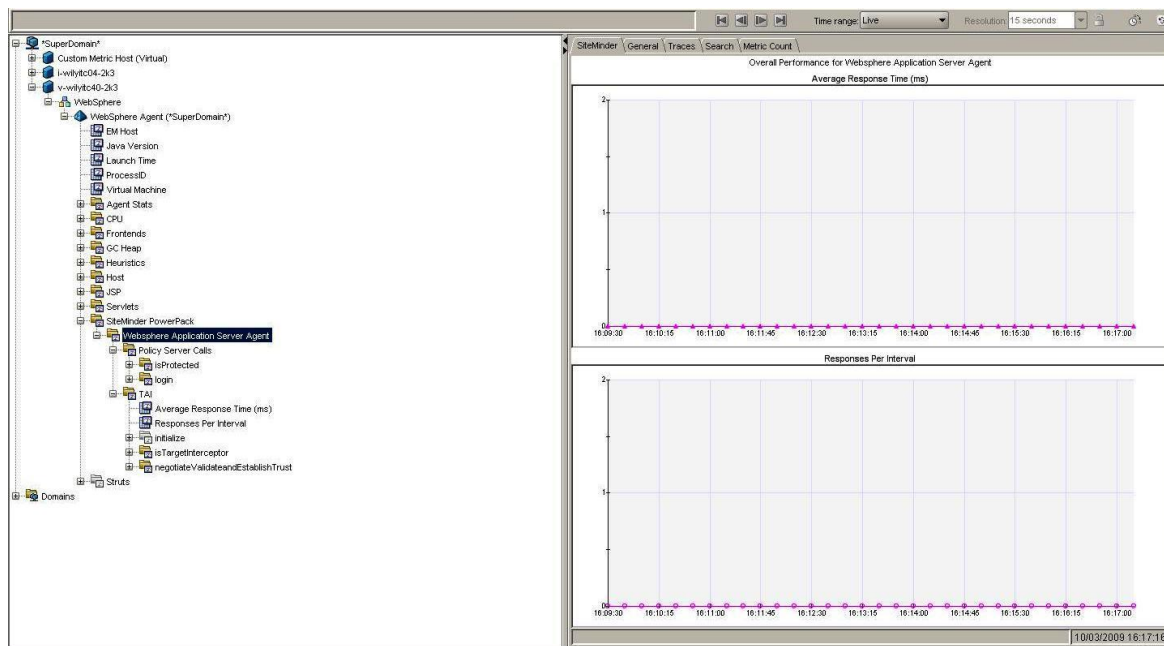 Time range: Live Resolution: 15 seconds
*SuperDomain*
Custom Metric Host (Virtual)
i-wilyitc04-2k3
v-wilyitc40-2k3
WebSphere
WebSphere Agent (*SuperDomain*)
EM Host
Java Version
Launch Time
ProcessID
Virtual Machine
Agent Stats
CPU
Frontends
GC Heap
Heuristics
Host
JSP
Servlets
SiteMinder PowerPack
Websphere Application Server Agent
Policy Server Calls
isProtected
login
TAI
Average Response Time (ms)
Responses Per Interval
initialize
isTargetInterceptor
negotiateValidateandEstablishTrust
Struts
Domains
SiteMinder General Traces Search Metric Count
Overall Performance for Websphere Application Server Agent
Average Response Time (ms)
2
1
0
16:09:30 16:10:15 16:11:00 16:11:45 16:12:30 16:13:15 16:14:00 16:14:45 16:15:30 16:16:15 16:17:00
Responses Per Interval
2
1
0
16:09:30 16:10:15 16:11:00 16:11:45 16:12:30 16:13:15 16:14:00 16:14:45 16:15:30 16:16:15 16:17:00
10/03/2009 16:17:16